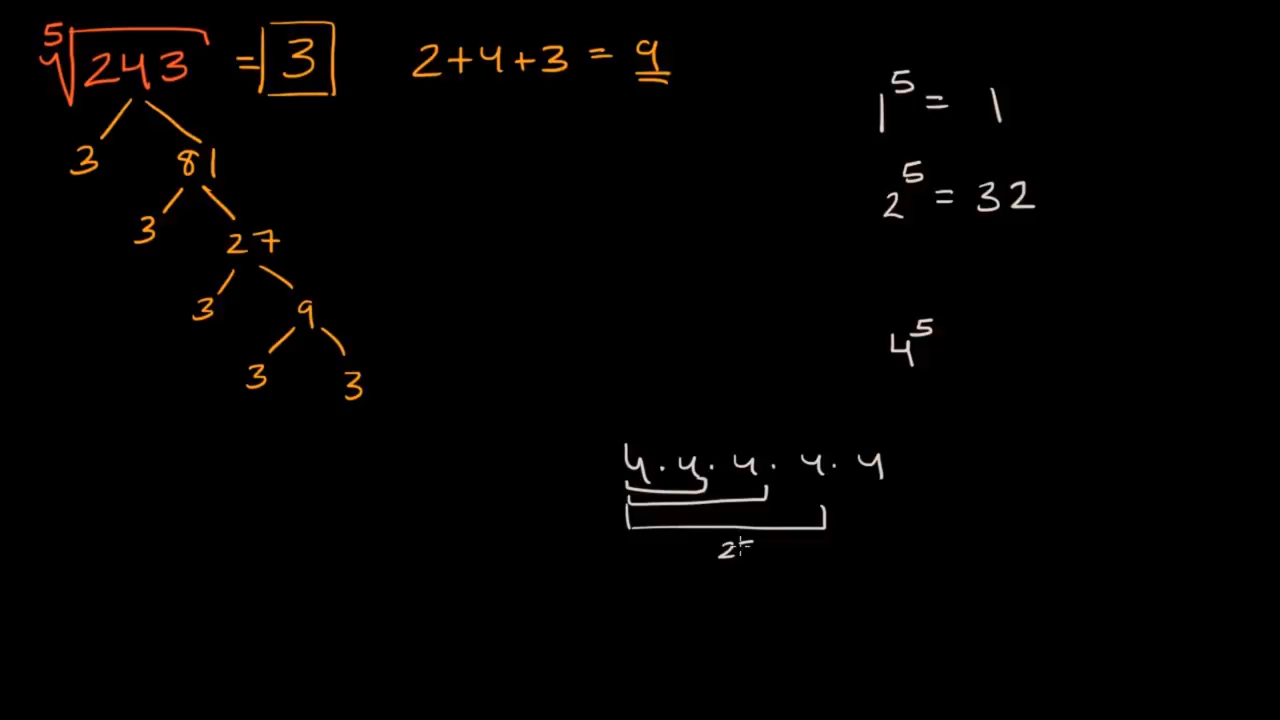 ⁵√243 = 3
2+4+3 = 9
3 81
3 27
3 9
3 3
1⁵ = 1
2⁵ = 32
4⁵
4·4·4·4·4